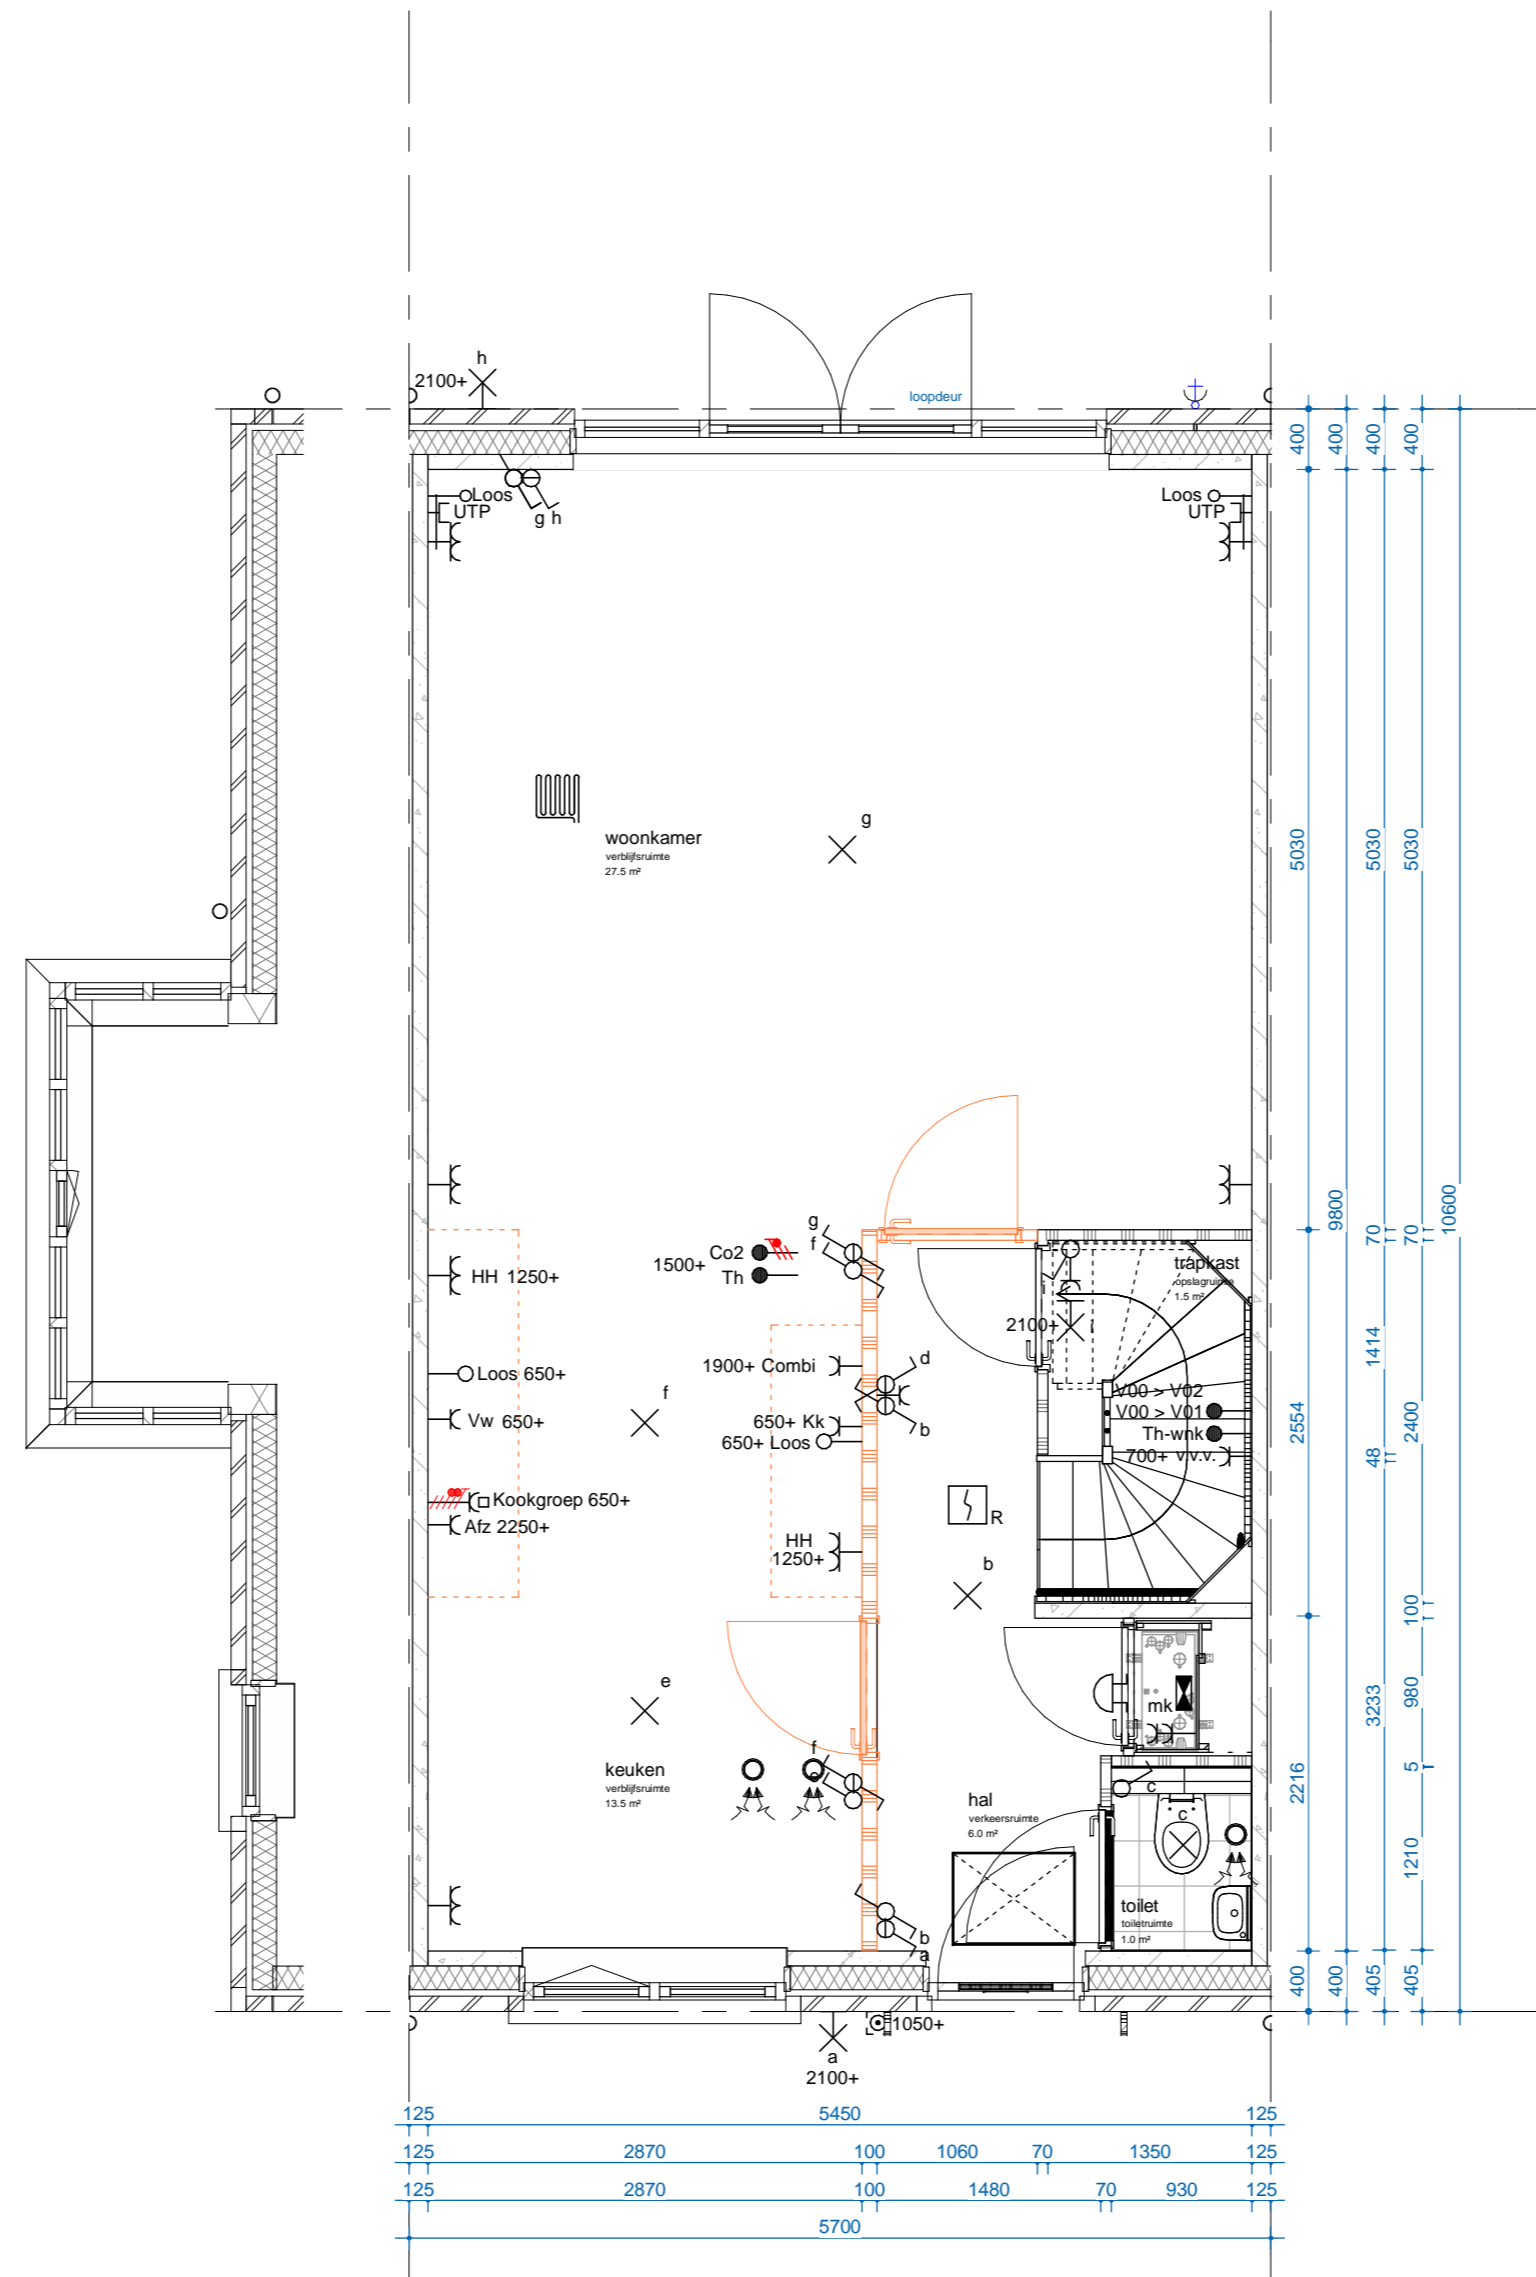 h
2100+
loopdeur
Loos
UTP
g h
Loos
UTP
400 400 400 400
g
woonkamer
verblijfsruimte
27.5 m²
5030 5030 5030
g
f
Co2
1500+
Th
HH 1250+
trapkast
opslagruimte
1.5 m²
9800 70 70 10600
2100+
i
1900+ Combi
d
Loos 650+
f
Vw 650+
650+ Kk
650+ Loos
b
V00 > V02
V00 > V01
Th-wnk
700+ v.v.v.
1414
2554 48 2400
Kookgroep 650+
Afz 2250+
R
HH
1250+
b
100
e
mk
3233 980
f
keuken
verblijfsruimte
13.5 m²
c
c
hal
verkeersruimte
6.0 m²
2216 5
1210
toilet
toiletruimte
1.0 m²
b
a
400 400 405 405
1050+
a
2100+
125 5450 125
125 2870 100 1060 70 1350 125
125 2870 100 1480 70 930 125
5700